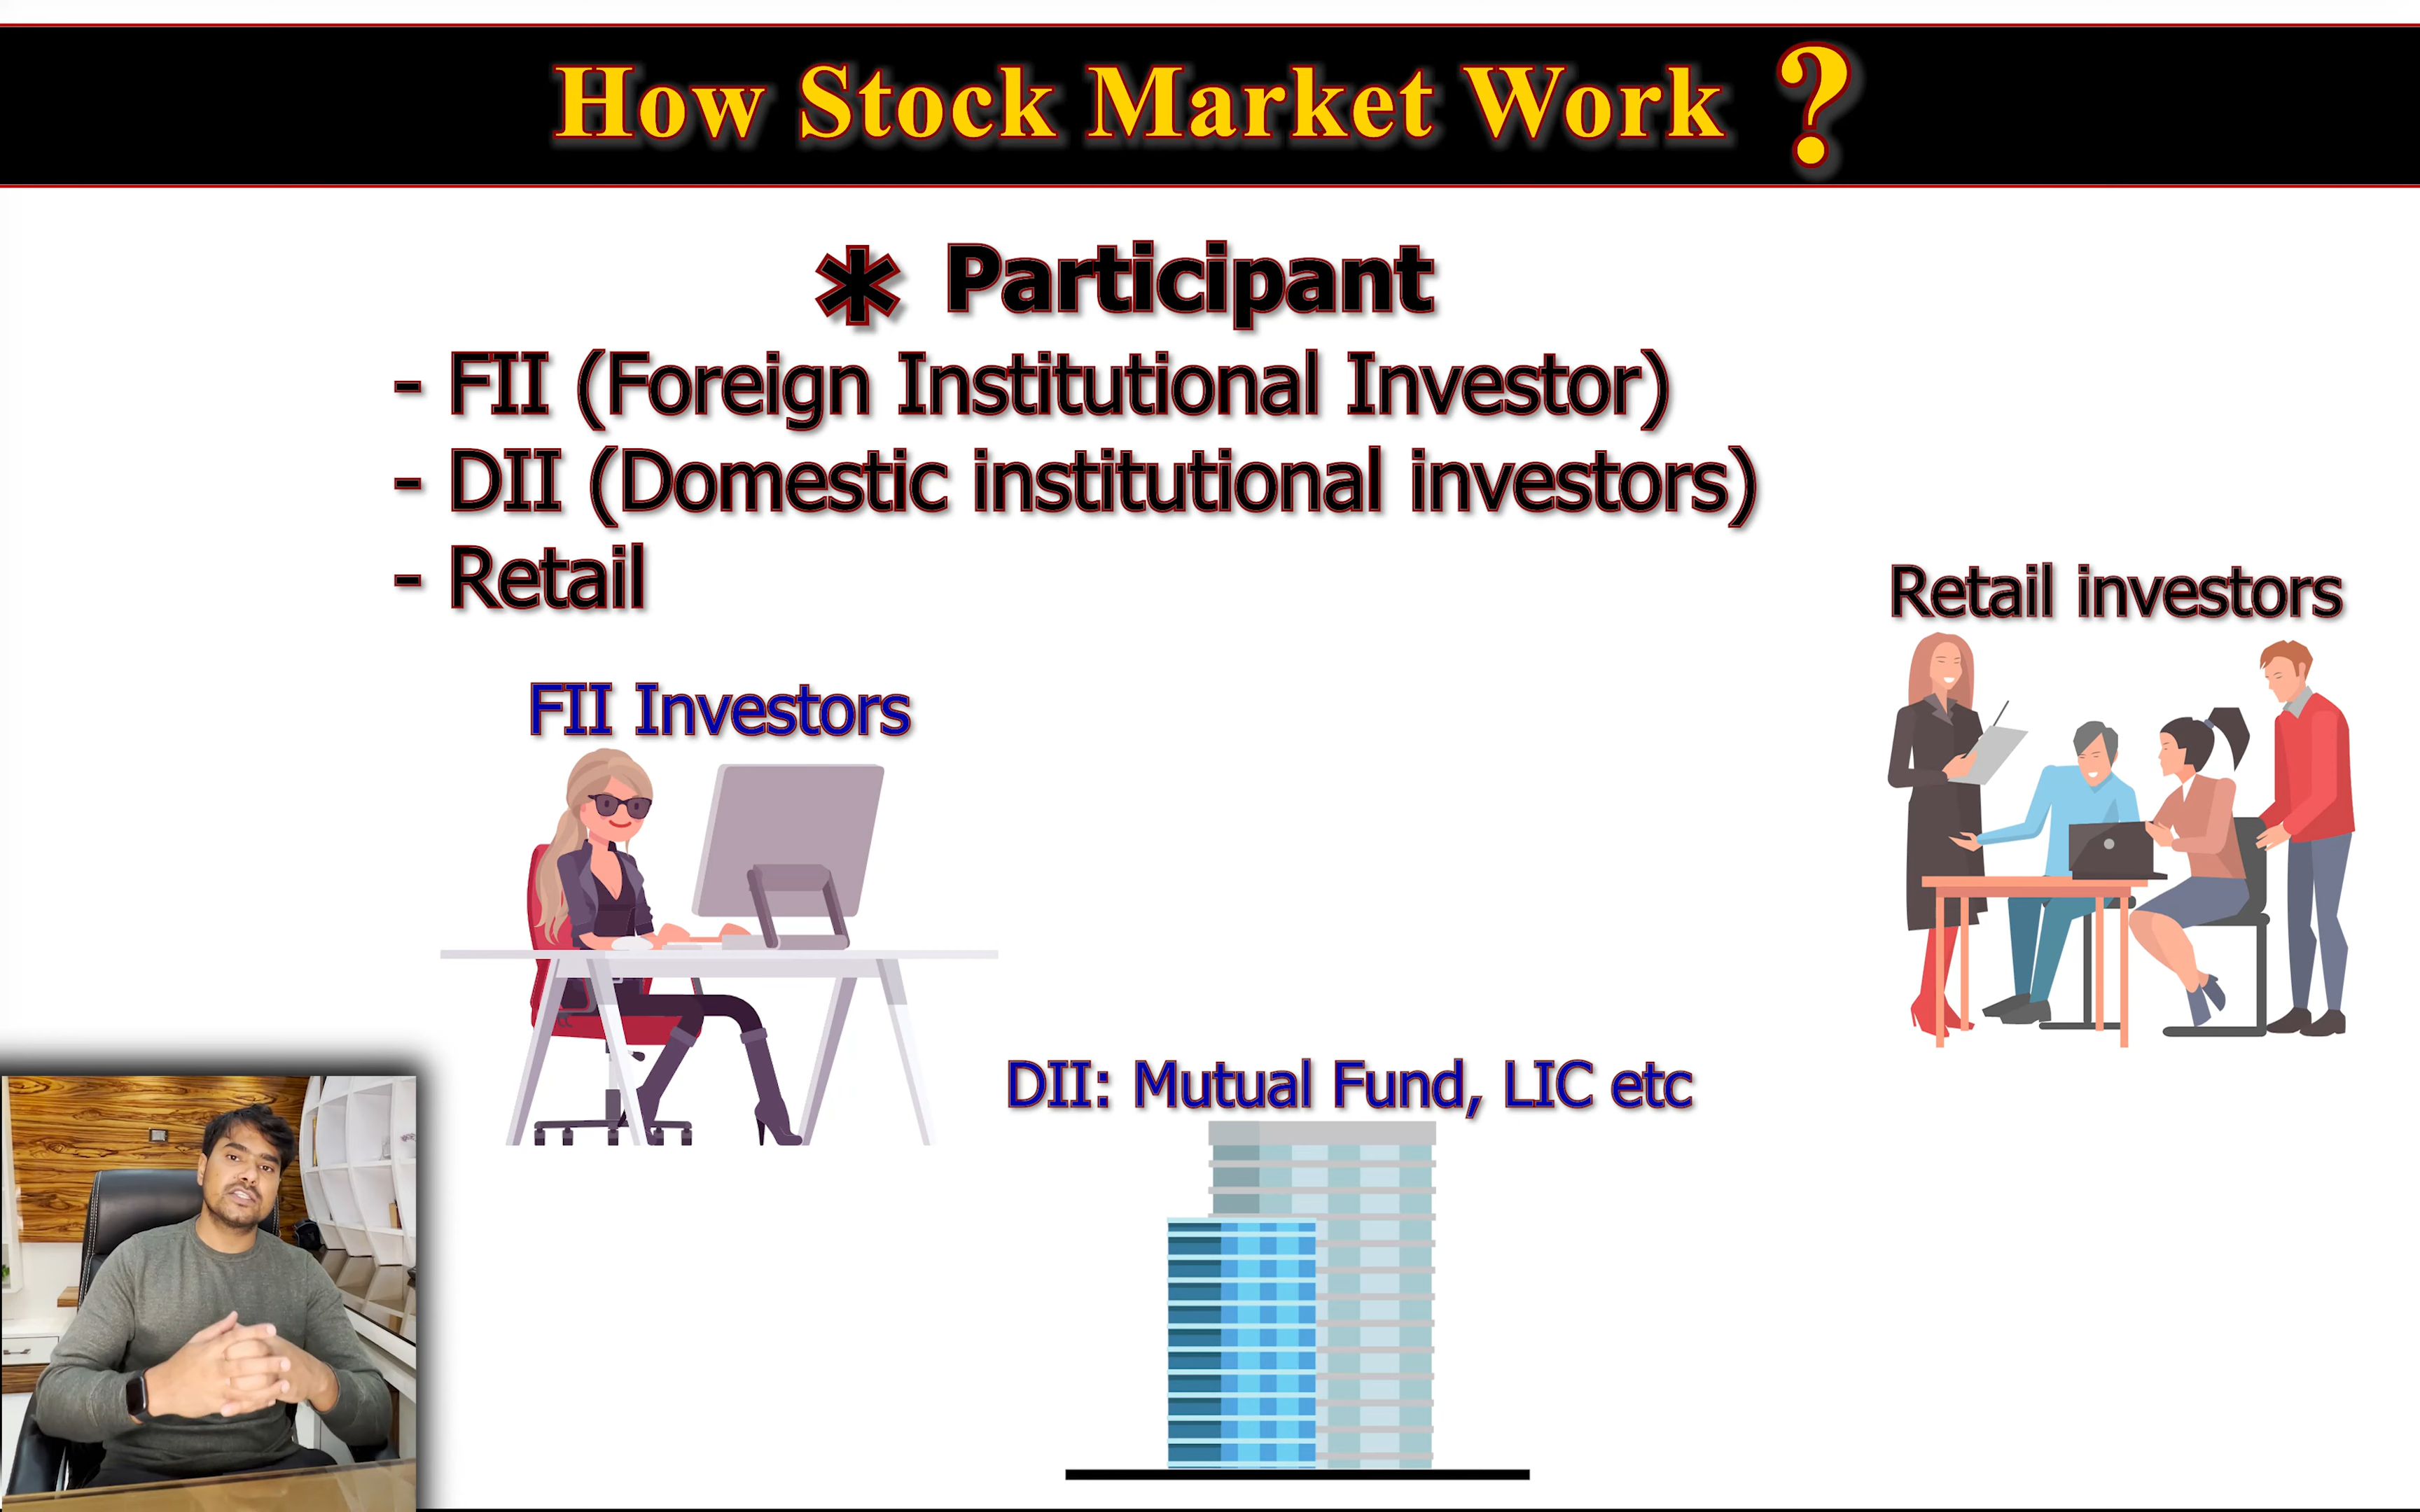 How Stock Market Work ?
* Participant
- FII (Foreign Institutional Investor)
- DII (Domestic institutional investors)
- Retail
Retail investors
FII Investors
DII: Mutual Fund, LIC etc